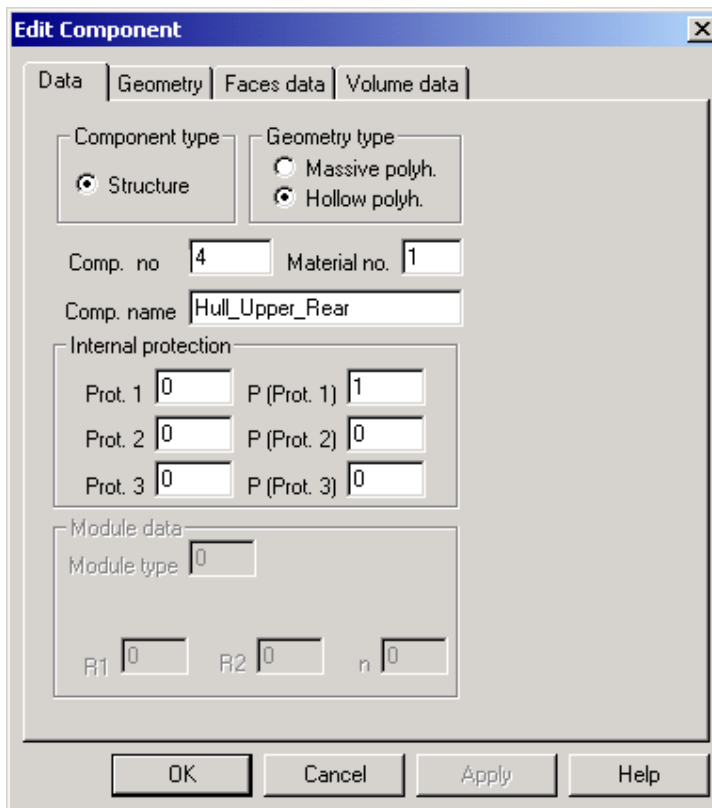 Edit Component
Data Geometry Faces data Volume data
Component type Geometry type
Structure Massive polyh.
Hollow polyh.
Comp. no 4 Material no. 1
Comp. name Hull_Upper_Rear
Internal protection
Prot. 1 0 P (Prot. 1) 1
Prot. 2 0 P (Prot. 2) 0
Prot. 3 0 P (Prot. 3) 0
Module data
Module type 0
R1 0 R2 0 n 0
OK Cancel Apply Help